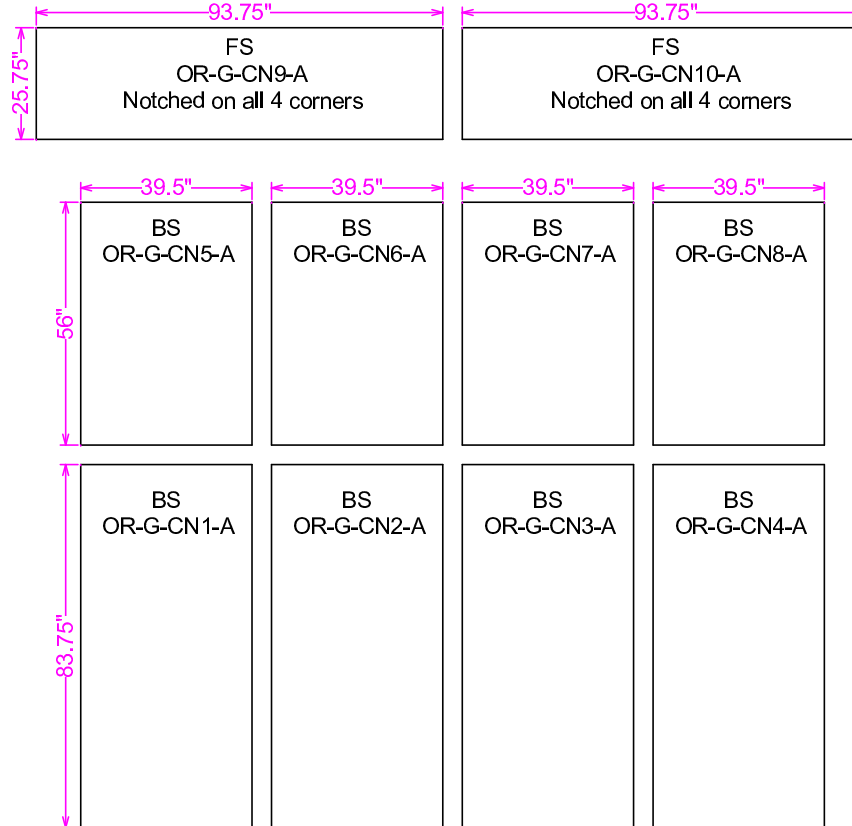 93.75"
93.75"
25.75"
FS
OR-G-CN9-A
Notched on all 4 corners
FS
OR-G-CN10-A
Notched on all 4 corners
39.5"
39.5"
39.5"
39.5"
56"
BS
OR-G-CN5-A
BS
OR-G-CN6-A
BS
OR-G-CN7-A
BS
OR-G-CN8-A
83.75"
BS
OR-G-CN1-A
BS
OR-G-CN2-A
BS
OR-G-CN3-A
BS
OR-G-CN4-A